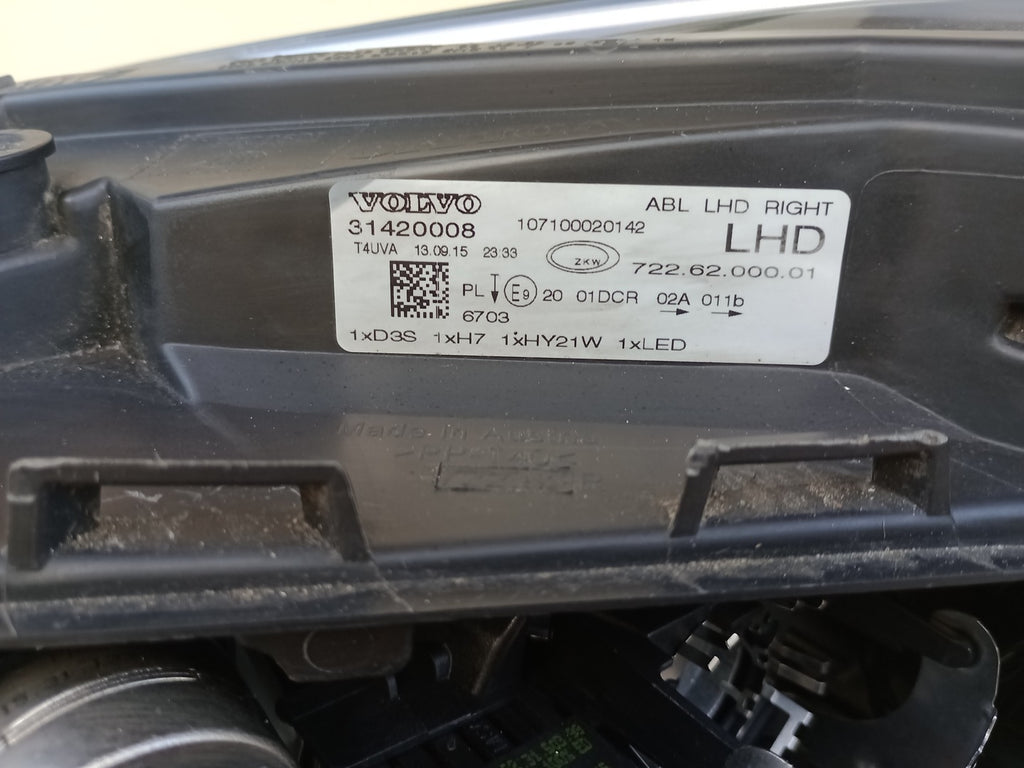 VOLVO
31420008
T4UVA 13.09.15 23:33
107100020142
ZKW
ABL LHD RIGHT
LHD
722.62.000.01
PL E9 20 01DCR 02A 011b
6703
1xD3S 1xH7 1xHY21W 1xLED
Made in Austria